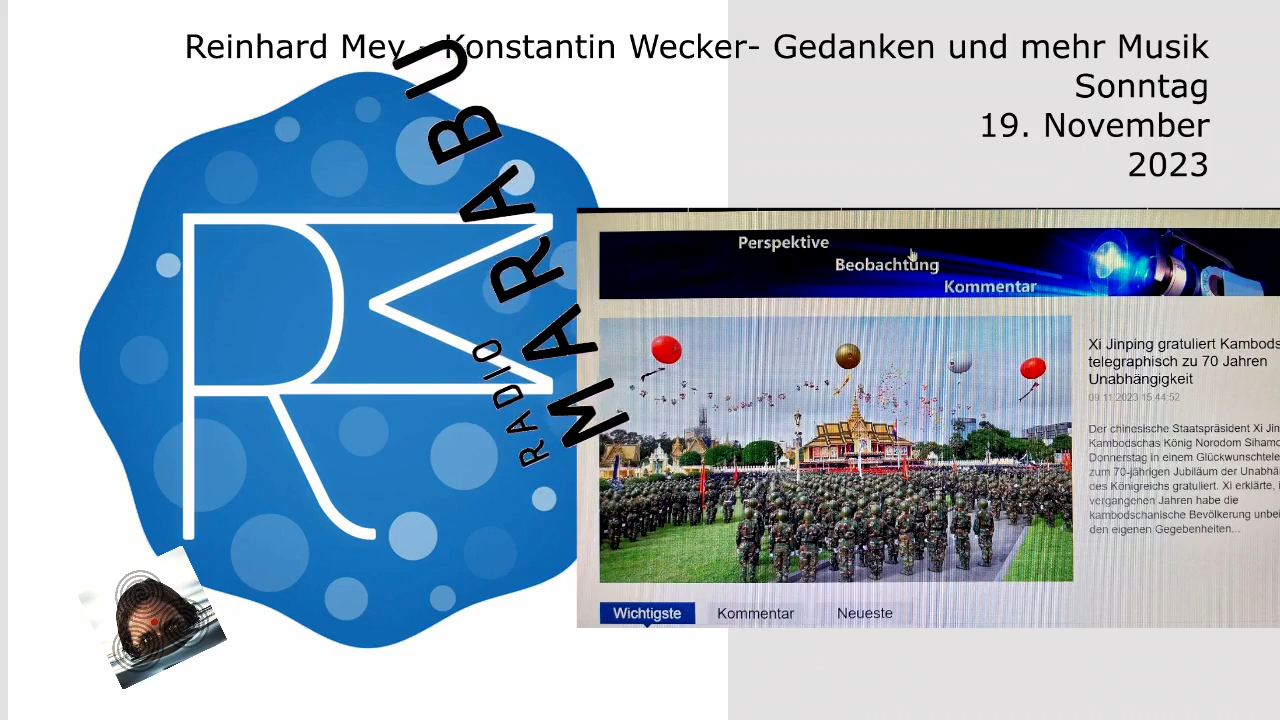 Reinhard Mey - Konstantin Wecker- Gedanken und mehr Musik
Sonntag
19. November
2023
RADIO
MARABU
Perspektive
Beobachtung
Kommentar
Xi Jinping gratuliert Kambods
telegraphisch zu 70 Jahren
Unabhängigkeit
09.11.2023 15:44:52
Der chinesische Staatspräsident Xi Jin
Kambodschas König Norodom Sihamo
Donnerstag in einem Glückwunschtele
zum 70-jährigen Jubiläum der Unabhä
des Königreichs gratuliert. Xi erklärte, i
vergangenen Jahren habe die
kambodschanische Bevölkerung unbei
den eigenen Gegebenheiten...
Wichtigste Kommentar Neueste